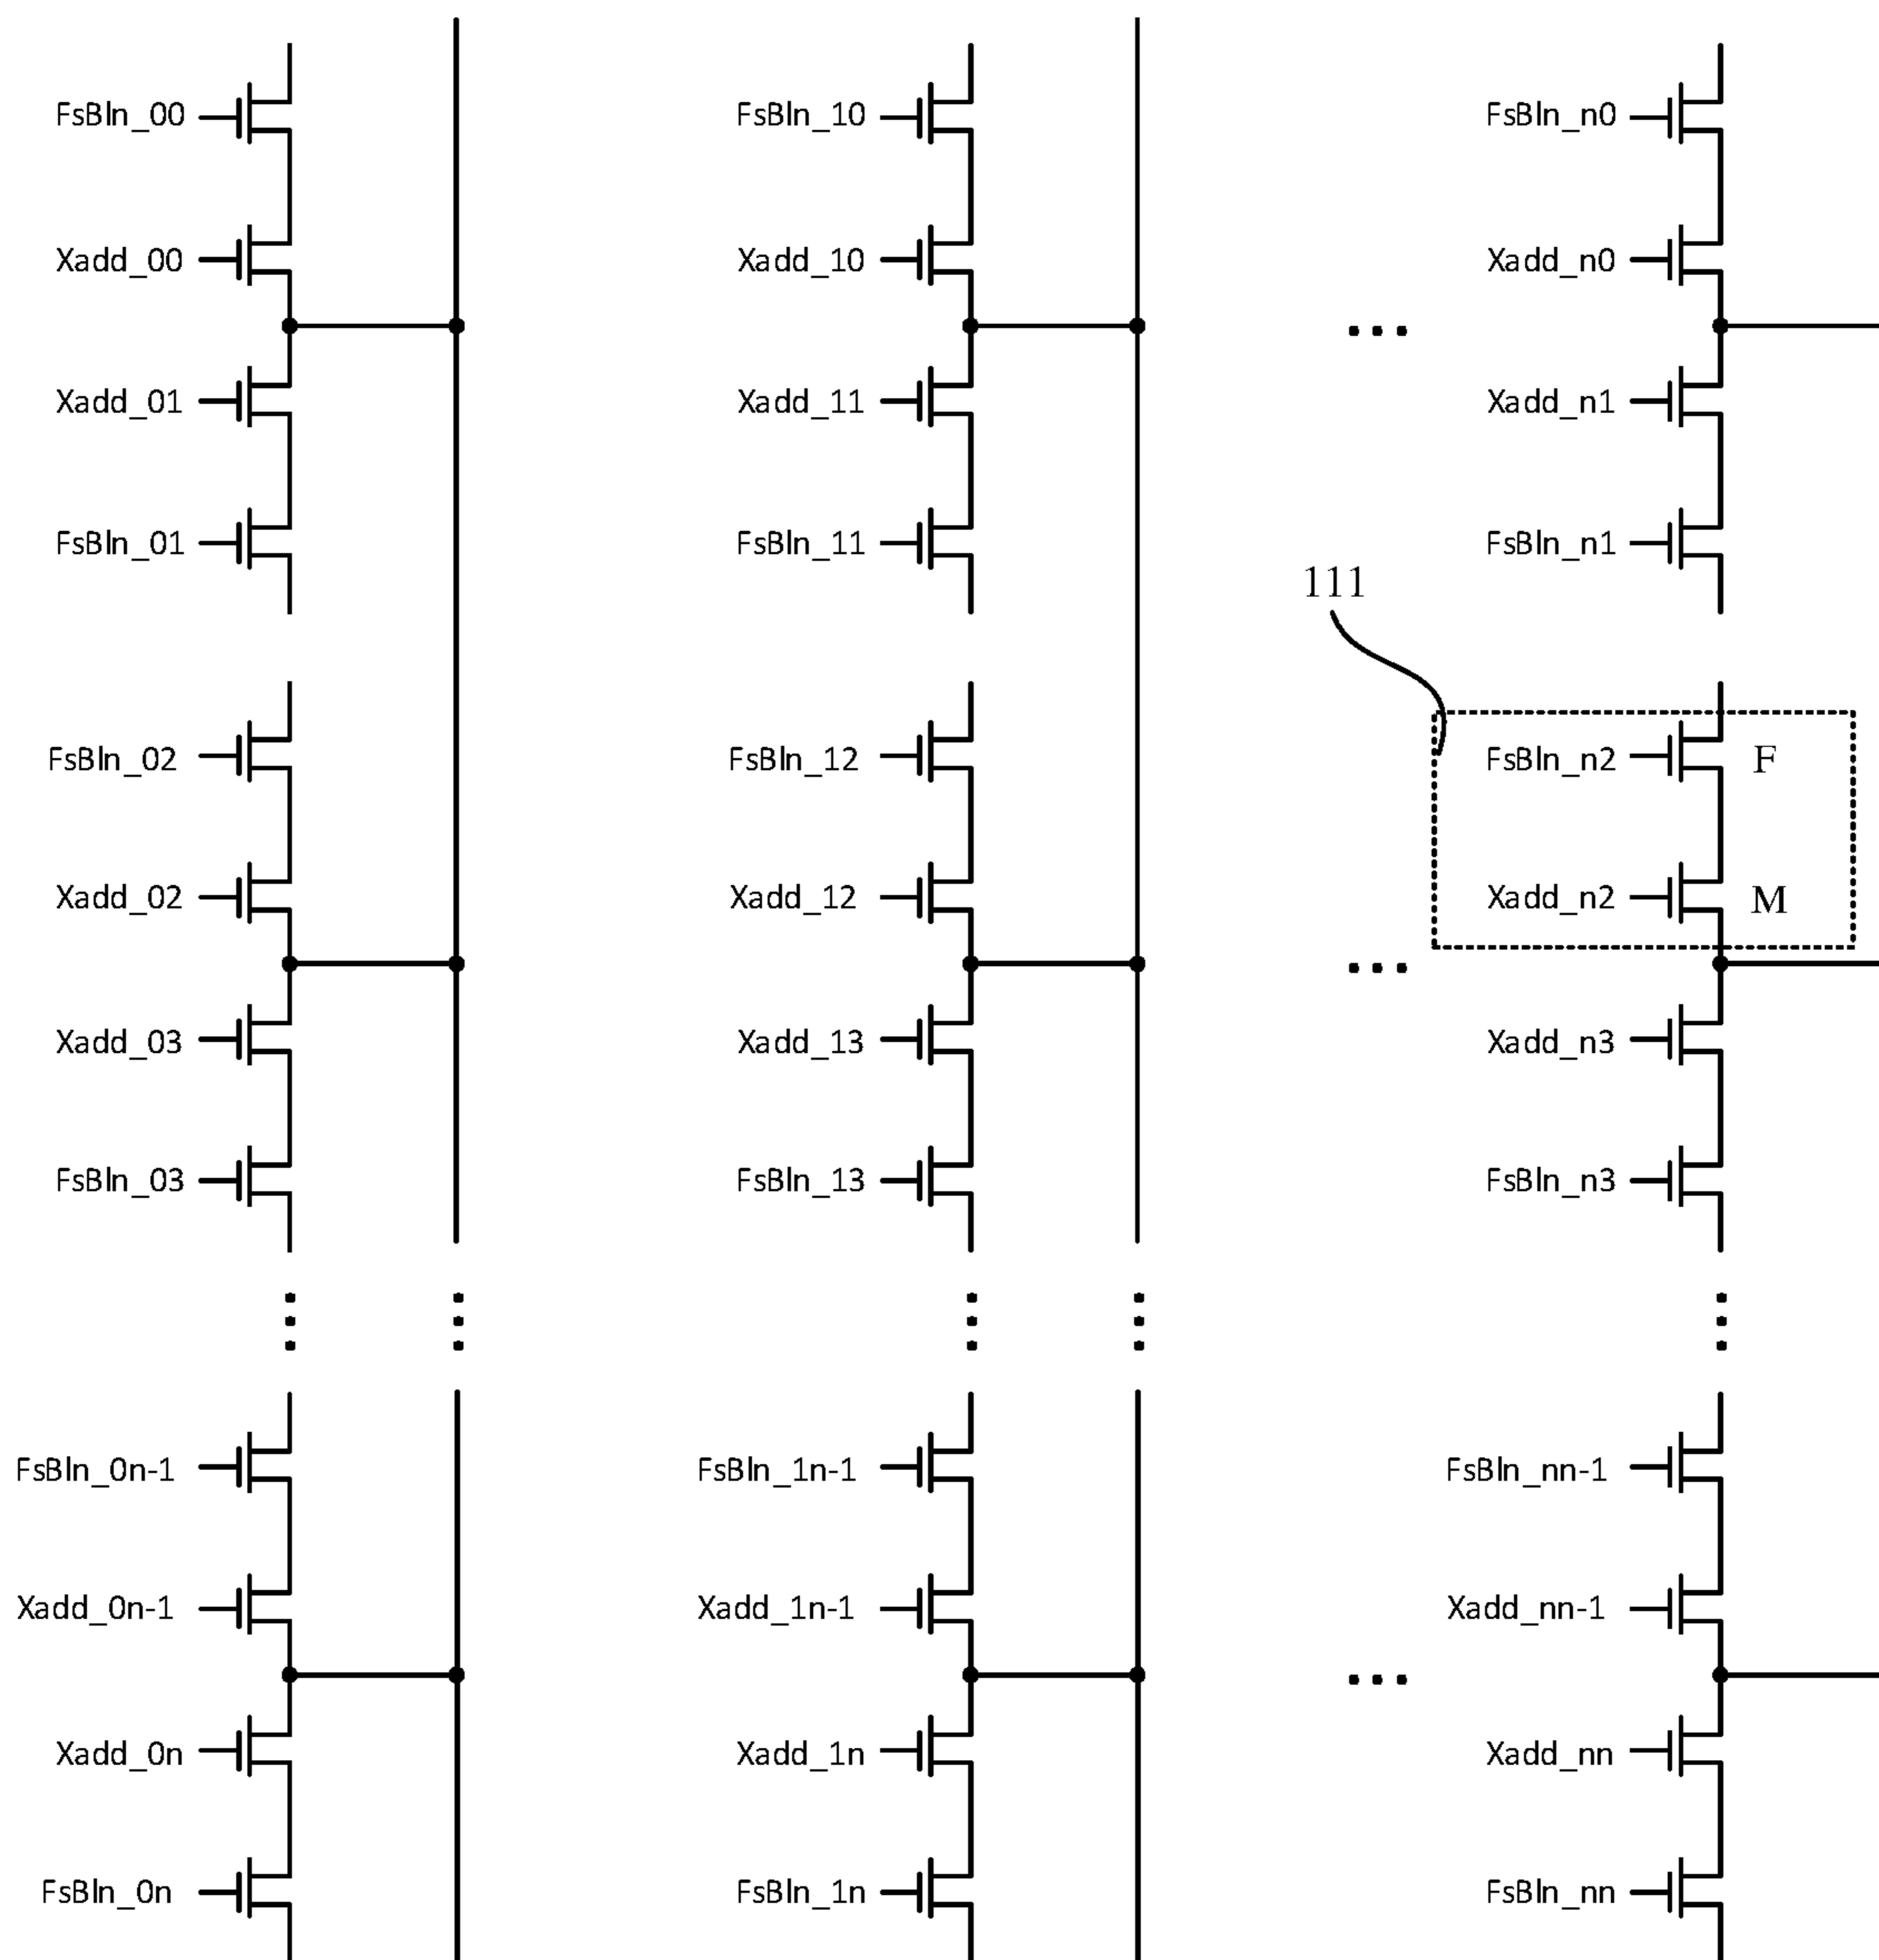 FsBln_00 FsBln_10 FsBln_n0
Xadd_00 Xadd_10 Xadd_n0
Xadd_01 Xadd_11 Xadd_n1
FsBln_01 FsBln_11 FsBln_n1
111
FsBln_02 FsBln_12 FsBln_n2 F
Xadd_02 Xadd_12 Xadd_n2 M
Xadd_03 Xadd_13 Xadd_n3
FsBln_03 FsBln_13 FsBln_n3
FsBln_0n-1 FsBln_1n-1 FsBln_nn-1
Xadd_0n-1 Xadd_1n-1 Xadd_nn-1
Xadd_0n Xadd_1n Xadd_nn
FsBln_0n FsBln_1n FsBln_nn